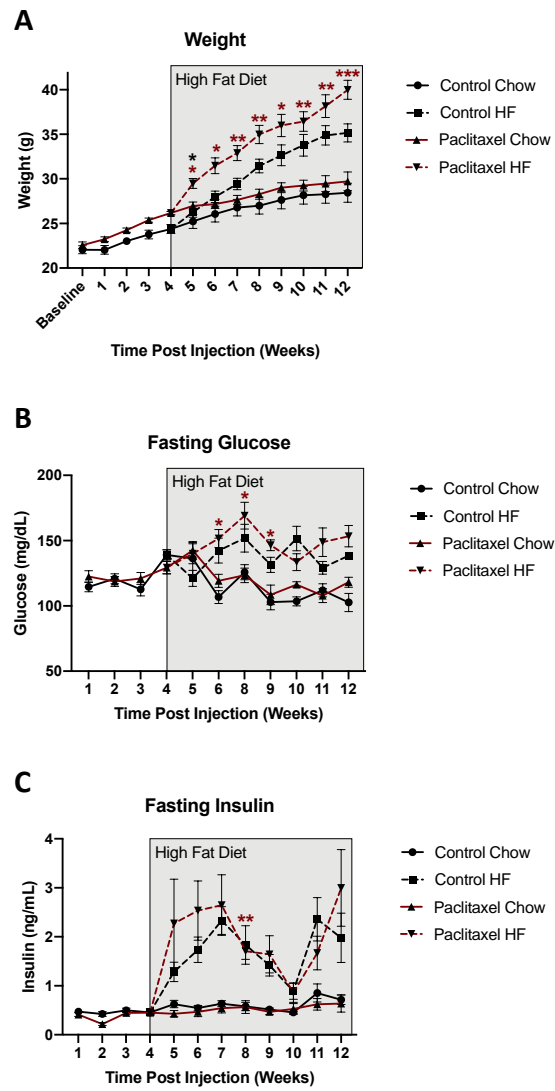 A
Weight
High Fat Diet
Weight (g)
40
35
30
25
20
*
*
*
**
**
*
**
**
***
Baseline
1
2
3
4
5
6
7
8
9
10
11
12
Time Post Injection (Weeks)
Control Chow
Control HF
Paclitaxel Chow
Paclitaxel HF
B
Fasting Glucose
High Fat Diet
Glucose (mg/dL)
200
150
100
50
*
*
*
1 2 3 4 5 6 8 9 10 11 12
Time Post Injection (Weeks)
Control Chow
Control HF
Paclitaxel Chow
Paclitaxel HF
C
Fasting Insulin
High Fat Diet
Insulin (ng/mL)
4
3
2
1
0
**
1 2 3 4 5 6 7 8 9 10 11 12
Time Post Injection (Weeks)
Control Chow
Control HF
Paclitaxel Chow
Paclitaxel HF